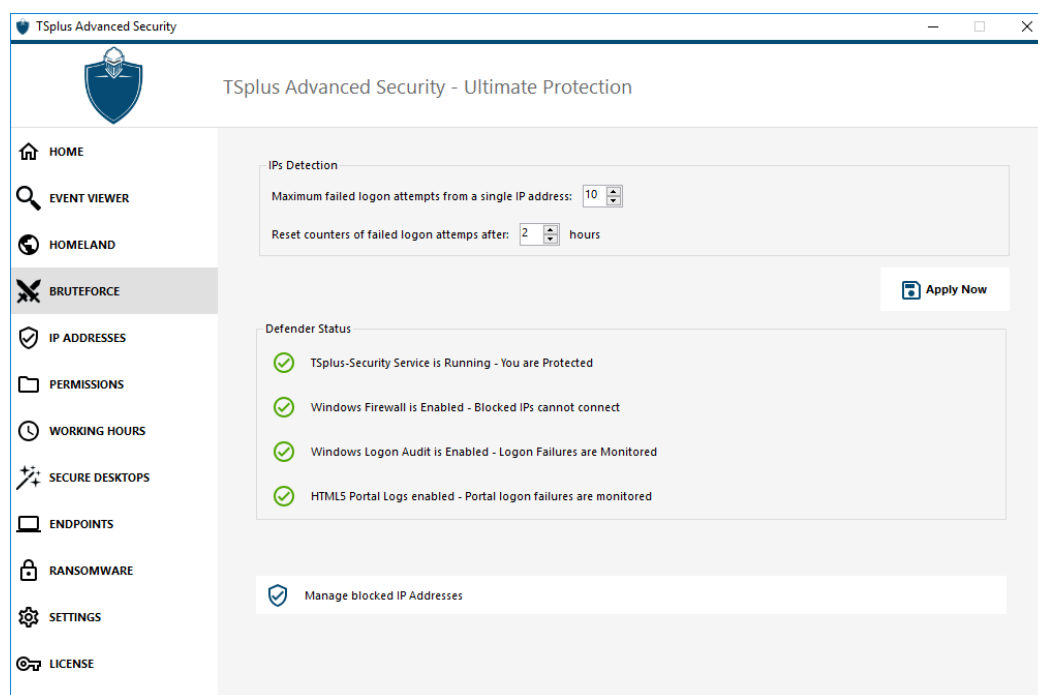 TSplus Advanced Security
TSplus Advanced Security - Ultimate Protection
HOME
EVENT VIEWER
HOMELAND
BRUTEFORCE
IP ADDRESSES
PERMISSIONS
WORKING HOURS
SECURE DESKTOPS
ENDPOINTS
RANSOMWARE
SETTINGS
LICENSE
IPs Detection
Maximum failed logon attempts from a single IP address: 10
Reset counters of failed logon attemps after: 2 hours
Apply Now
Defender Status
TSplus-Security Service is Running - You are Protected
Windows Firewall is Enabled - Blocked IPs cannot connect
Windows Logon Audit is Enabled - Logon Failures are Monitored
HTML5 Portal Logs enabled - Portal logon failures are monitored
Manage blocked IP Addresses